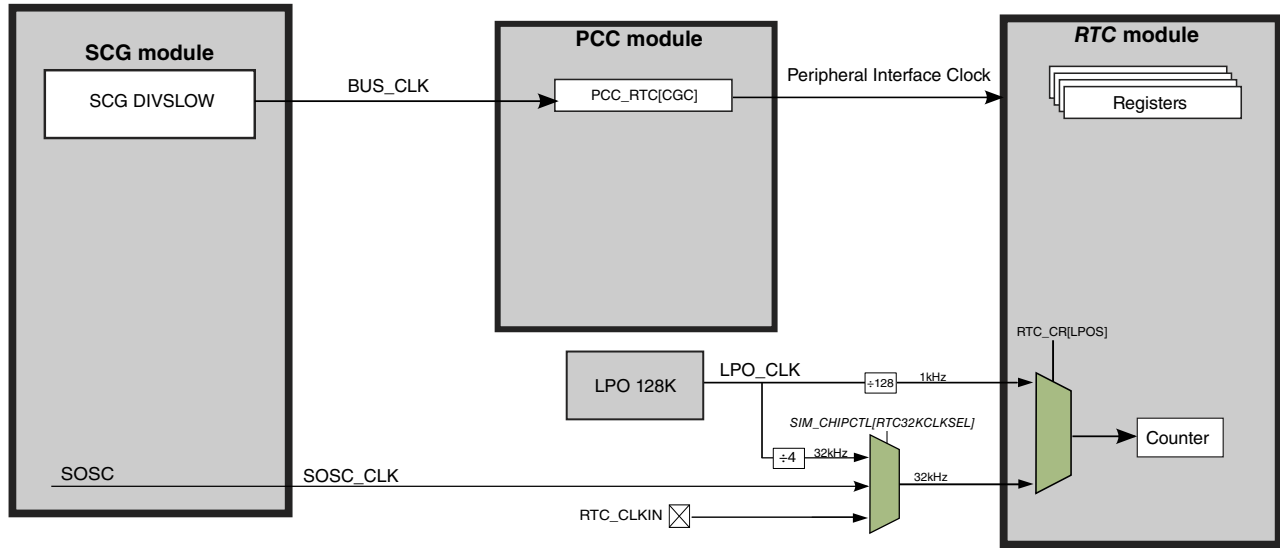 SCG module
SCG DIVSLOW
BUS_CLK
PCC module
PCC_RTC[CGC]
Peripheral Interface Clock
RTC module
Registers
RTC_CR[LPOS]
LPO 128K
LPO_CLK
÷128
1kHz
SIM_CHIPCTL[RTC32KCLKSEL]
÷4
32kHz
Counter
SOSC
SOSC_CLK
32kHz
RTC_CLKIN